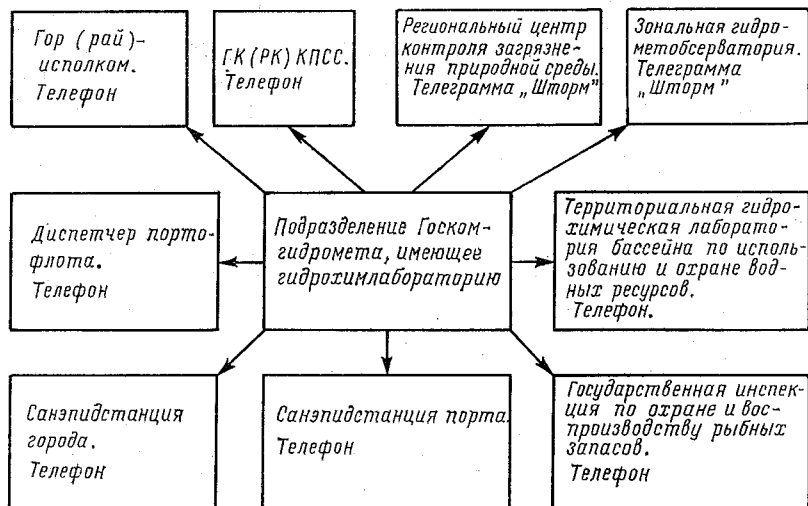 Гор (рай)-
исполком.
Телефон
ГК (РК) КПСС.
Телефон
Региональный центр
контроля загрязне-
ния природной среды.
Телеграмма „Шторм"
Зональная гидро-
метобсерватория.
Телеграмма
„Шторм"
Диспетчер порто-
флота.
Телефон
Подразделение Госком-
гидромета, имеющее
гидрохимлабораторию
Территориальная гидро-
химическая лаборато-
рия бассейна по исполь-
зованию и охране вод-
ных ресурсов.
Телефон.
Санэпидстанция
города.
Телефон
Санэпидстанция порта.
Телефон
Государственная инспек-
ция по охране и вос-
производству рыбных
запасов.
Телефон